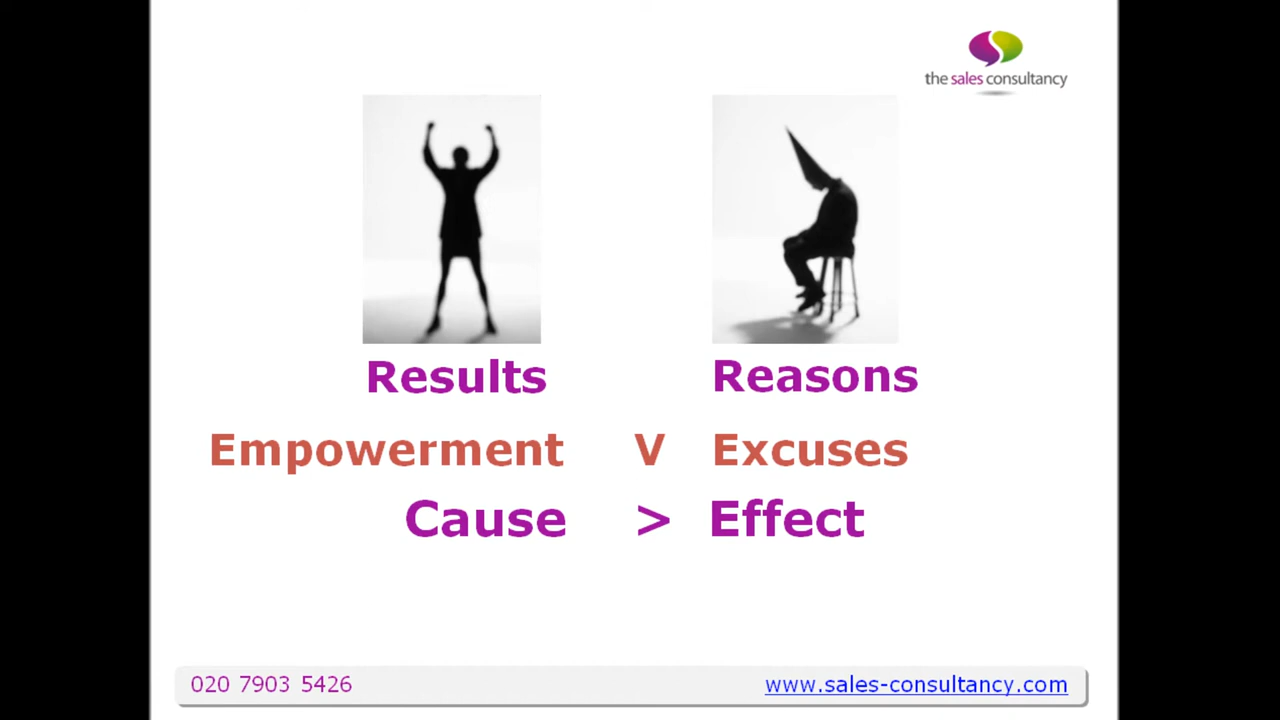 the sales consultancy
Results Reasons
Empowerment V Excuses
Cause > Effect
020 7903 5426 www.sales-consultancy.com